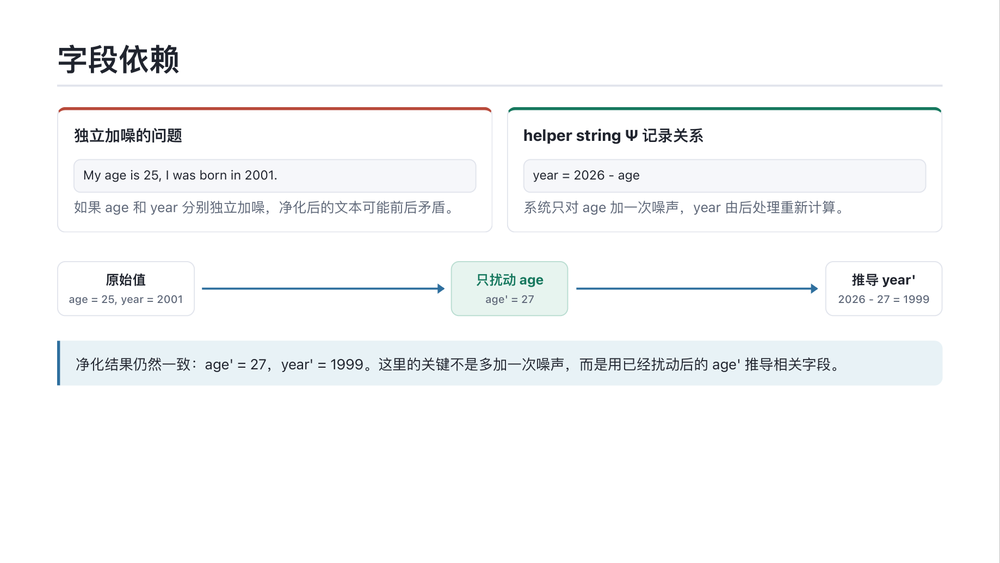 字段依赖
独立加噪的问题
My age is 25, I was born in 2001.
如果 age 和 year 分别独立加噪，净化后的文本可能前后矛盾。
helper string Ψ 记录关系
year = 2026 - age
系统只对 age 加一次噪声，year 由后处理重新计算。
原始值
age = 25, year = 2001
只扰动 age
age' = 27
推导 year'
2026 - 27 = 1999
净化结果仍然一致：age' = 27，year' = 1999。这里的关键不是多加一次噪声，而是用已经扰动后的 age' 推导相关字段。